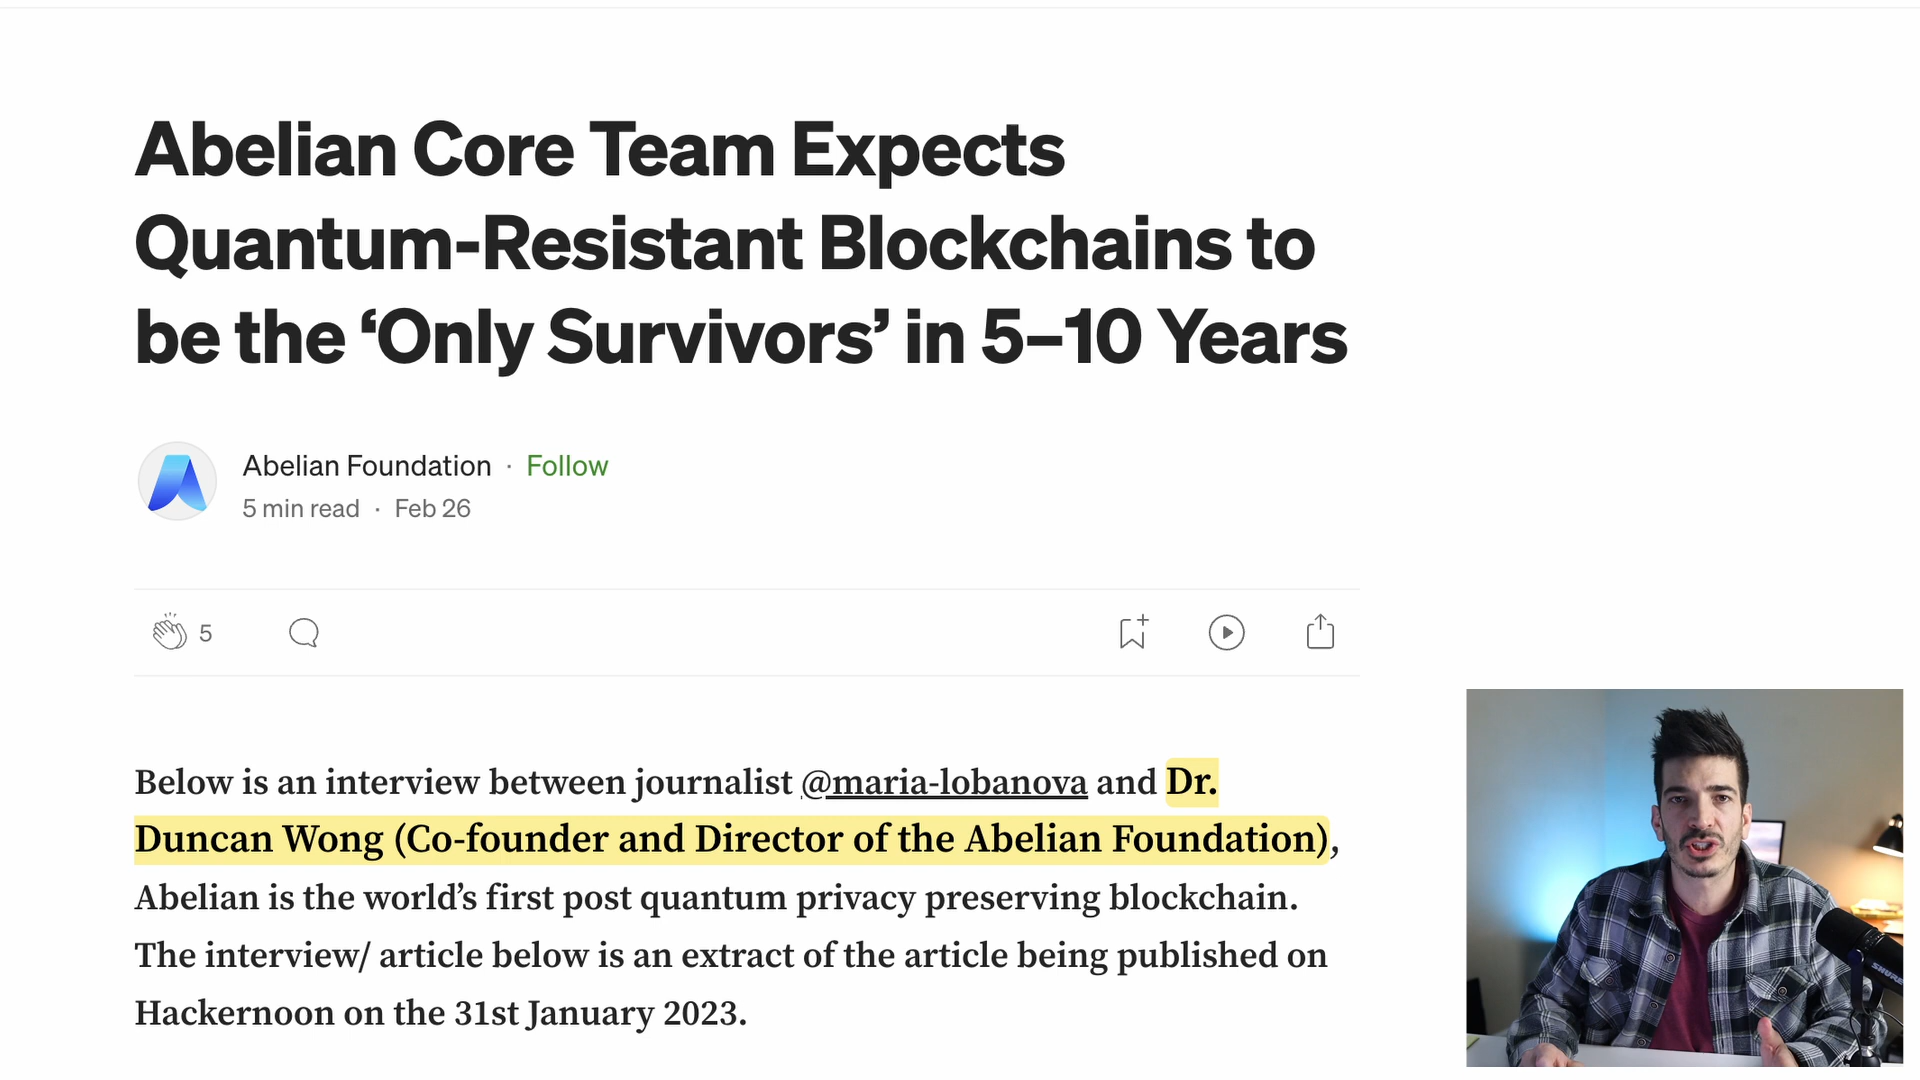 Abelian Core Team Expects
Quantum-Resistant Blockchains to
be the ‘Only Survivors’ in 5–10 Years
Abelian Foundation · Follow
5 min read · Feb 26
5
Below is an interview between journalist @maria-lobanova and Dr.
Duncan Wong (Co-founder and Director of the Abelian Foundation),
Abelian is the world’s first post quantum privacy preserving blockchain.
The interview/ article below is an extract of the article being published on
Hackernoon on the 31st January 2023.
SHURE